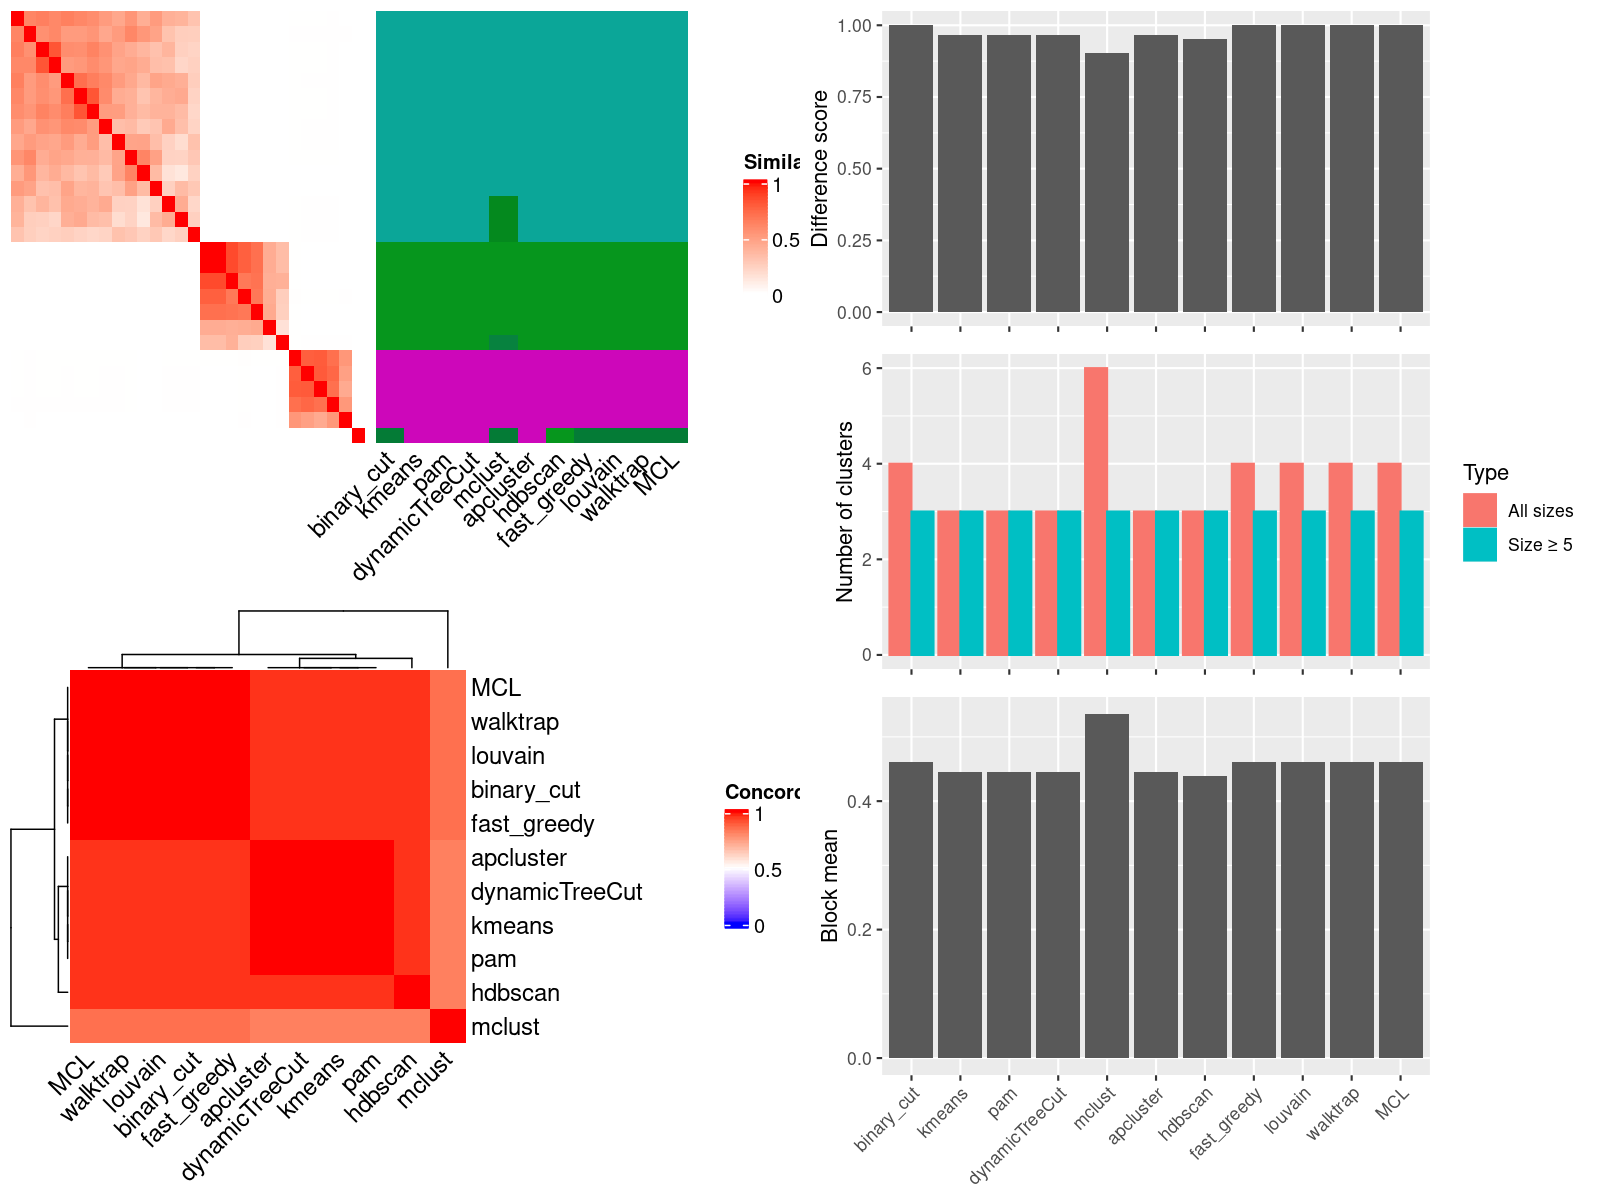 Simila
1
0.5
0
binary_cut
kmeans
pam
dynamicTreeCut
mclust
apcluster
hdbscan
fast_greedy
louvain
walktrap
MCL
MCL
walktrap
louvain
binary_cut
fast_greedy
apcluster
dynamicTreeCut
kmeans
pam
hdbscan
mclust
Concord
1
0.5
0
MCL
walktrap
louvain
binary_cut
fast_greedy
apcluster
dynamicTreeCut
kmeans
pam
hdbscan
mclust
Difference score
1.00
0.75
0.50
0.25
0.00
Number of clusters
6
4
2
0
Type
All sizes
Size ≥ 5
Block mean
0.4
0.2
0.0
binary_cut
kmeans
pam
dynamicTreeCut
mclust
apcluster
hdbscan
fast_greedy
louvain
walktrap
MCL